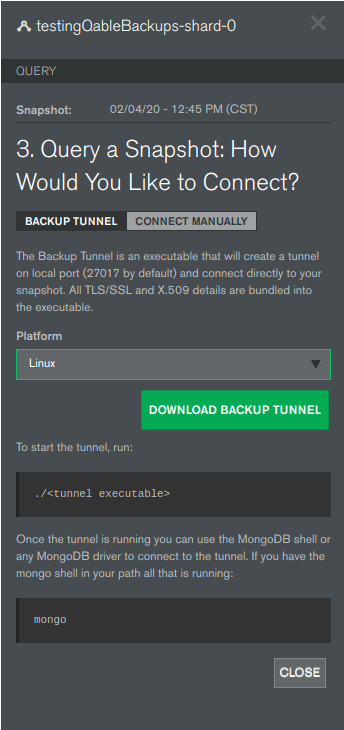 testingQableBackups-shard-0
QUERY
Snapshot: 02/04/20 - 12:45 PM (CST)
3. Query a Snapshot: How
Would You Like to Connect?
BACKUP TUNNEL CONNECT MANUALLY
The Backup Tunnel is an executable that will create a tunnel
on local port (27017 by default) and connect directly to your
snapshot. All TLS/SSL and X.509 details are bundled into
the executable.
Platform
Linux
DOWNLOAD BACKUP TUNNEL
To start the tunnel, run:
./<tunnel executable>
Once the tunnel is running you can use the MongoDB shell or
any MongoDB driver to connect to the tunnel. If you have the
mongo shell in your path all that is running:
mongo
CLOSE